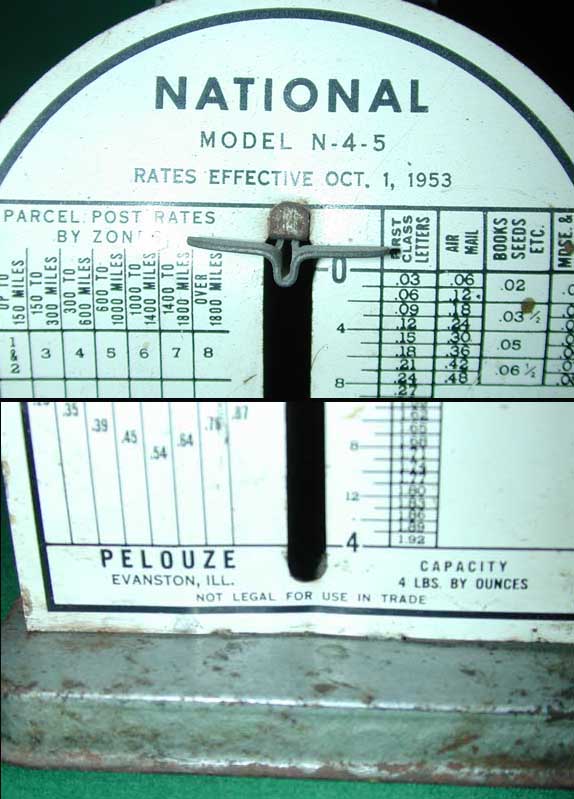 NATIONAL
MODEL N-4-5
RATES EFFECTIVE OCT. 1, 1953
PARCEL POST RATES
BY
UP TO 150 MILES
150 TO 300 MILES
300 TO 600 MILES
600 TO 1000 MILES
1000 TO 1400 MILES
1400 TO 1800 MILES
OVER 1800 MILES
1 & 2 3 4 5 6 7 8
FIRST CLASS LETTERS
AIR MAIL
BOOKS SEEDS ETC.
0
4
8
.03 .06 .02
.06 .12
.09 .18 .03 ½
.12 .24
.15 .30 .05
.18 .36
.21 .42 .06 ½
.24 .48
.27
.35 .39 .45 .54 .64 .87
8
12
4
1.92
PELOUZE
EVANSTON, ILL.
CAPACITY
4 LBS. BY OUNCES
NOT LEGAL FOR USE IN TRADE